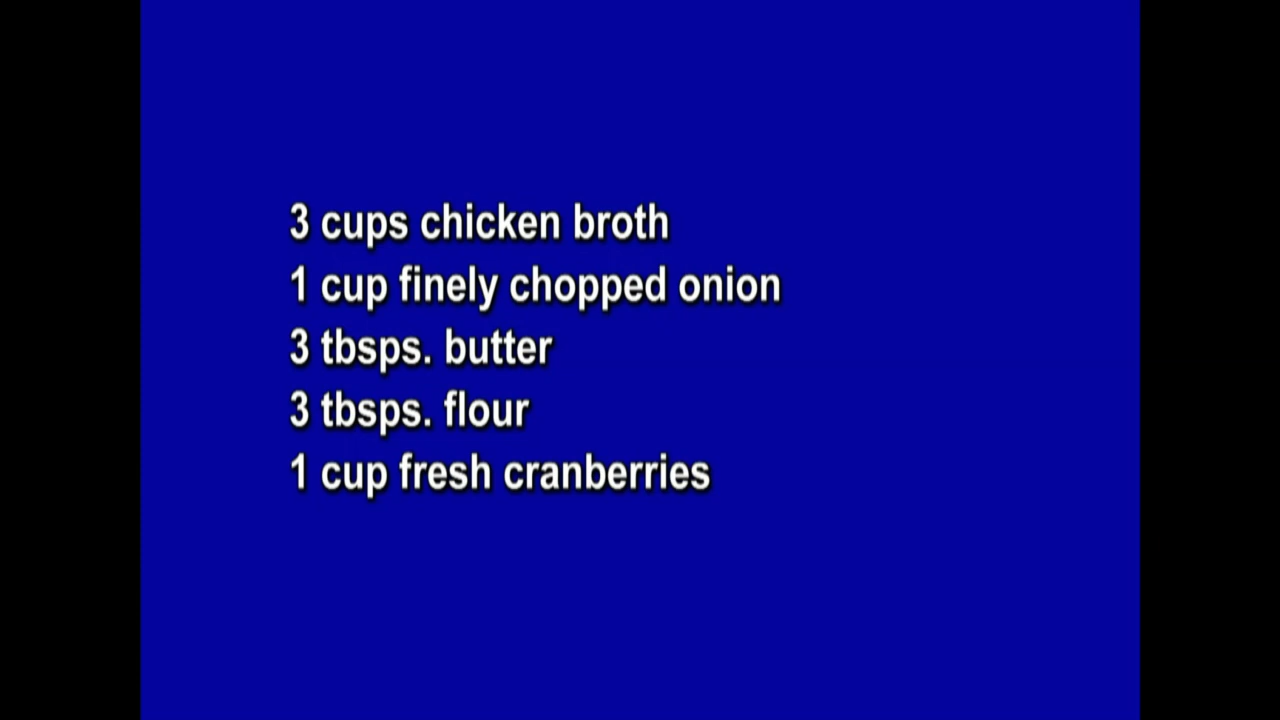 3 cups chicken broth
1 cup finely chopped onion
3 tbsps. butter
3 tbsps. flour
1 cup fresh cranberries